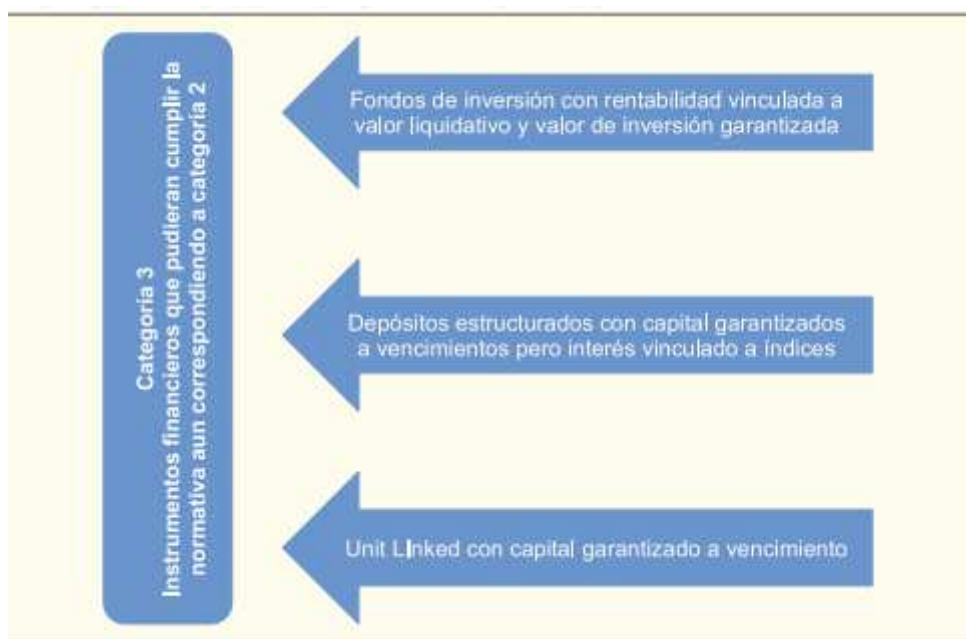 Categoría 3
Instrumentos financieros que pudieran cumplir la
normativa aun correspondiendo a categoría 2
Fondos de inversión con rentabilidad vinculada a
valor liquidativo y valor de inversión garantizada
Depósitos estructurados con capital garantizados
a vencimientos pero interés vinculado a índices
Unit LInked con capital garantizado a vencimiento